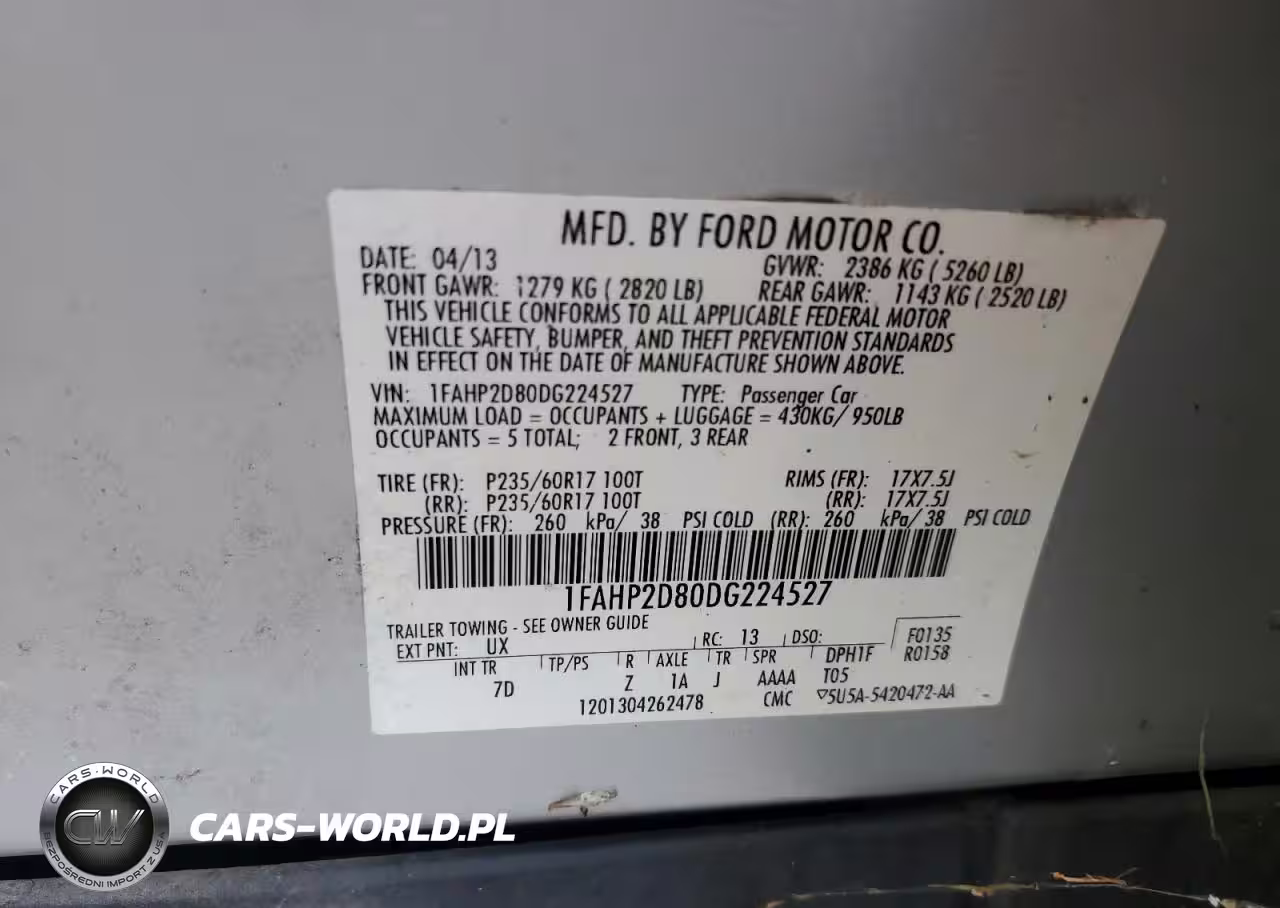 MFD. BY FORD MOTOR CO.
DATE: 04/13 GVWR: 2386 KG ( 5260 LB)
FRONT GAWR: 1279 KG ( 2820 LB) REAR GAWR: 1143 KG ( 2520 LB)
THIS VEHICLE CONFORMS TO ALL APPLICABLE FEDERAL MOTOR
VEHICLE SAFETY, BUMPER, AND THEFT PREVENTION STANDARDS
IN EFFECT ON THE DATE OF MANUFACTURE SHOWN ABOVE.
VIN: 1FAHP2D80DG224527 TYPE: Passenger Car
MAXIMUM LOAD = OCCUPANTS + LUGGAGE = 430KG/ 950LB
OCCUPANTS = 5 TOTAL; 2 FRONT, 3 REAR
TIRE (FR): P235/60R17 100T RIMS (FR): 17X7.5J
(RR): P235/60R17 100T (RR): 17X7.5J
PRESSURE (FR): 260 kPa/ 38 PSI COLD (RR): 260 kPa/ 38 PSI COLD
1FAHP2D80DG224527
TRAILER TOWING - SEE OWNER GUIDE
EXT PNT: UX RC: 13 DSO: F0135
INT TR TP/PS R AXLE TR SPR DPH1F R0158
7D Z 1A J AAAA T05
1201304262478 CMC ▽5U5A-5420472-AA
CARS-WORLD
CW
BEZPOŚREDNI IMPORT Z USA
CARS-WORLD.PL